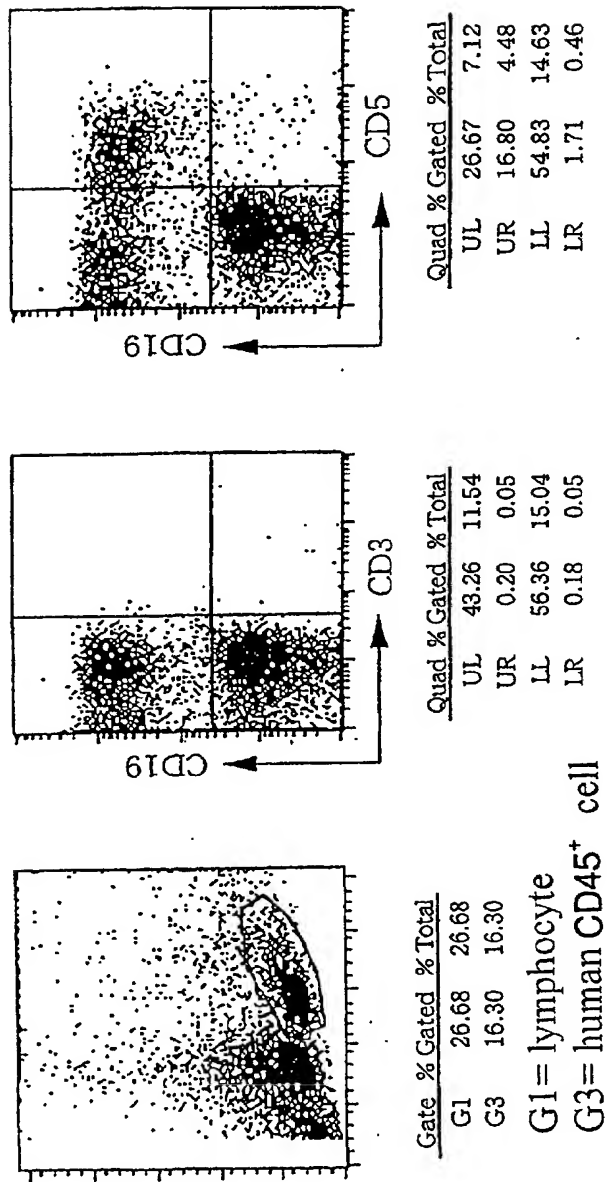 Gate % Gated % Total
G1 26.68 26.68
G3 16.30 16.30
G1 = lymphocyte
G3 = human CD45⁺ cell
CD19
CD3
Quad % Gated % Total
UL 43.26 11.54
UR 0.20 0.05
LL 56.36 15.04
LR 0.18 0.05
CD19
CD5
Quad % Gated % Total
UL 26.67 7.12
UR 16.80 4.48
LL 54.83 14.63
LR 1.71 0.46